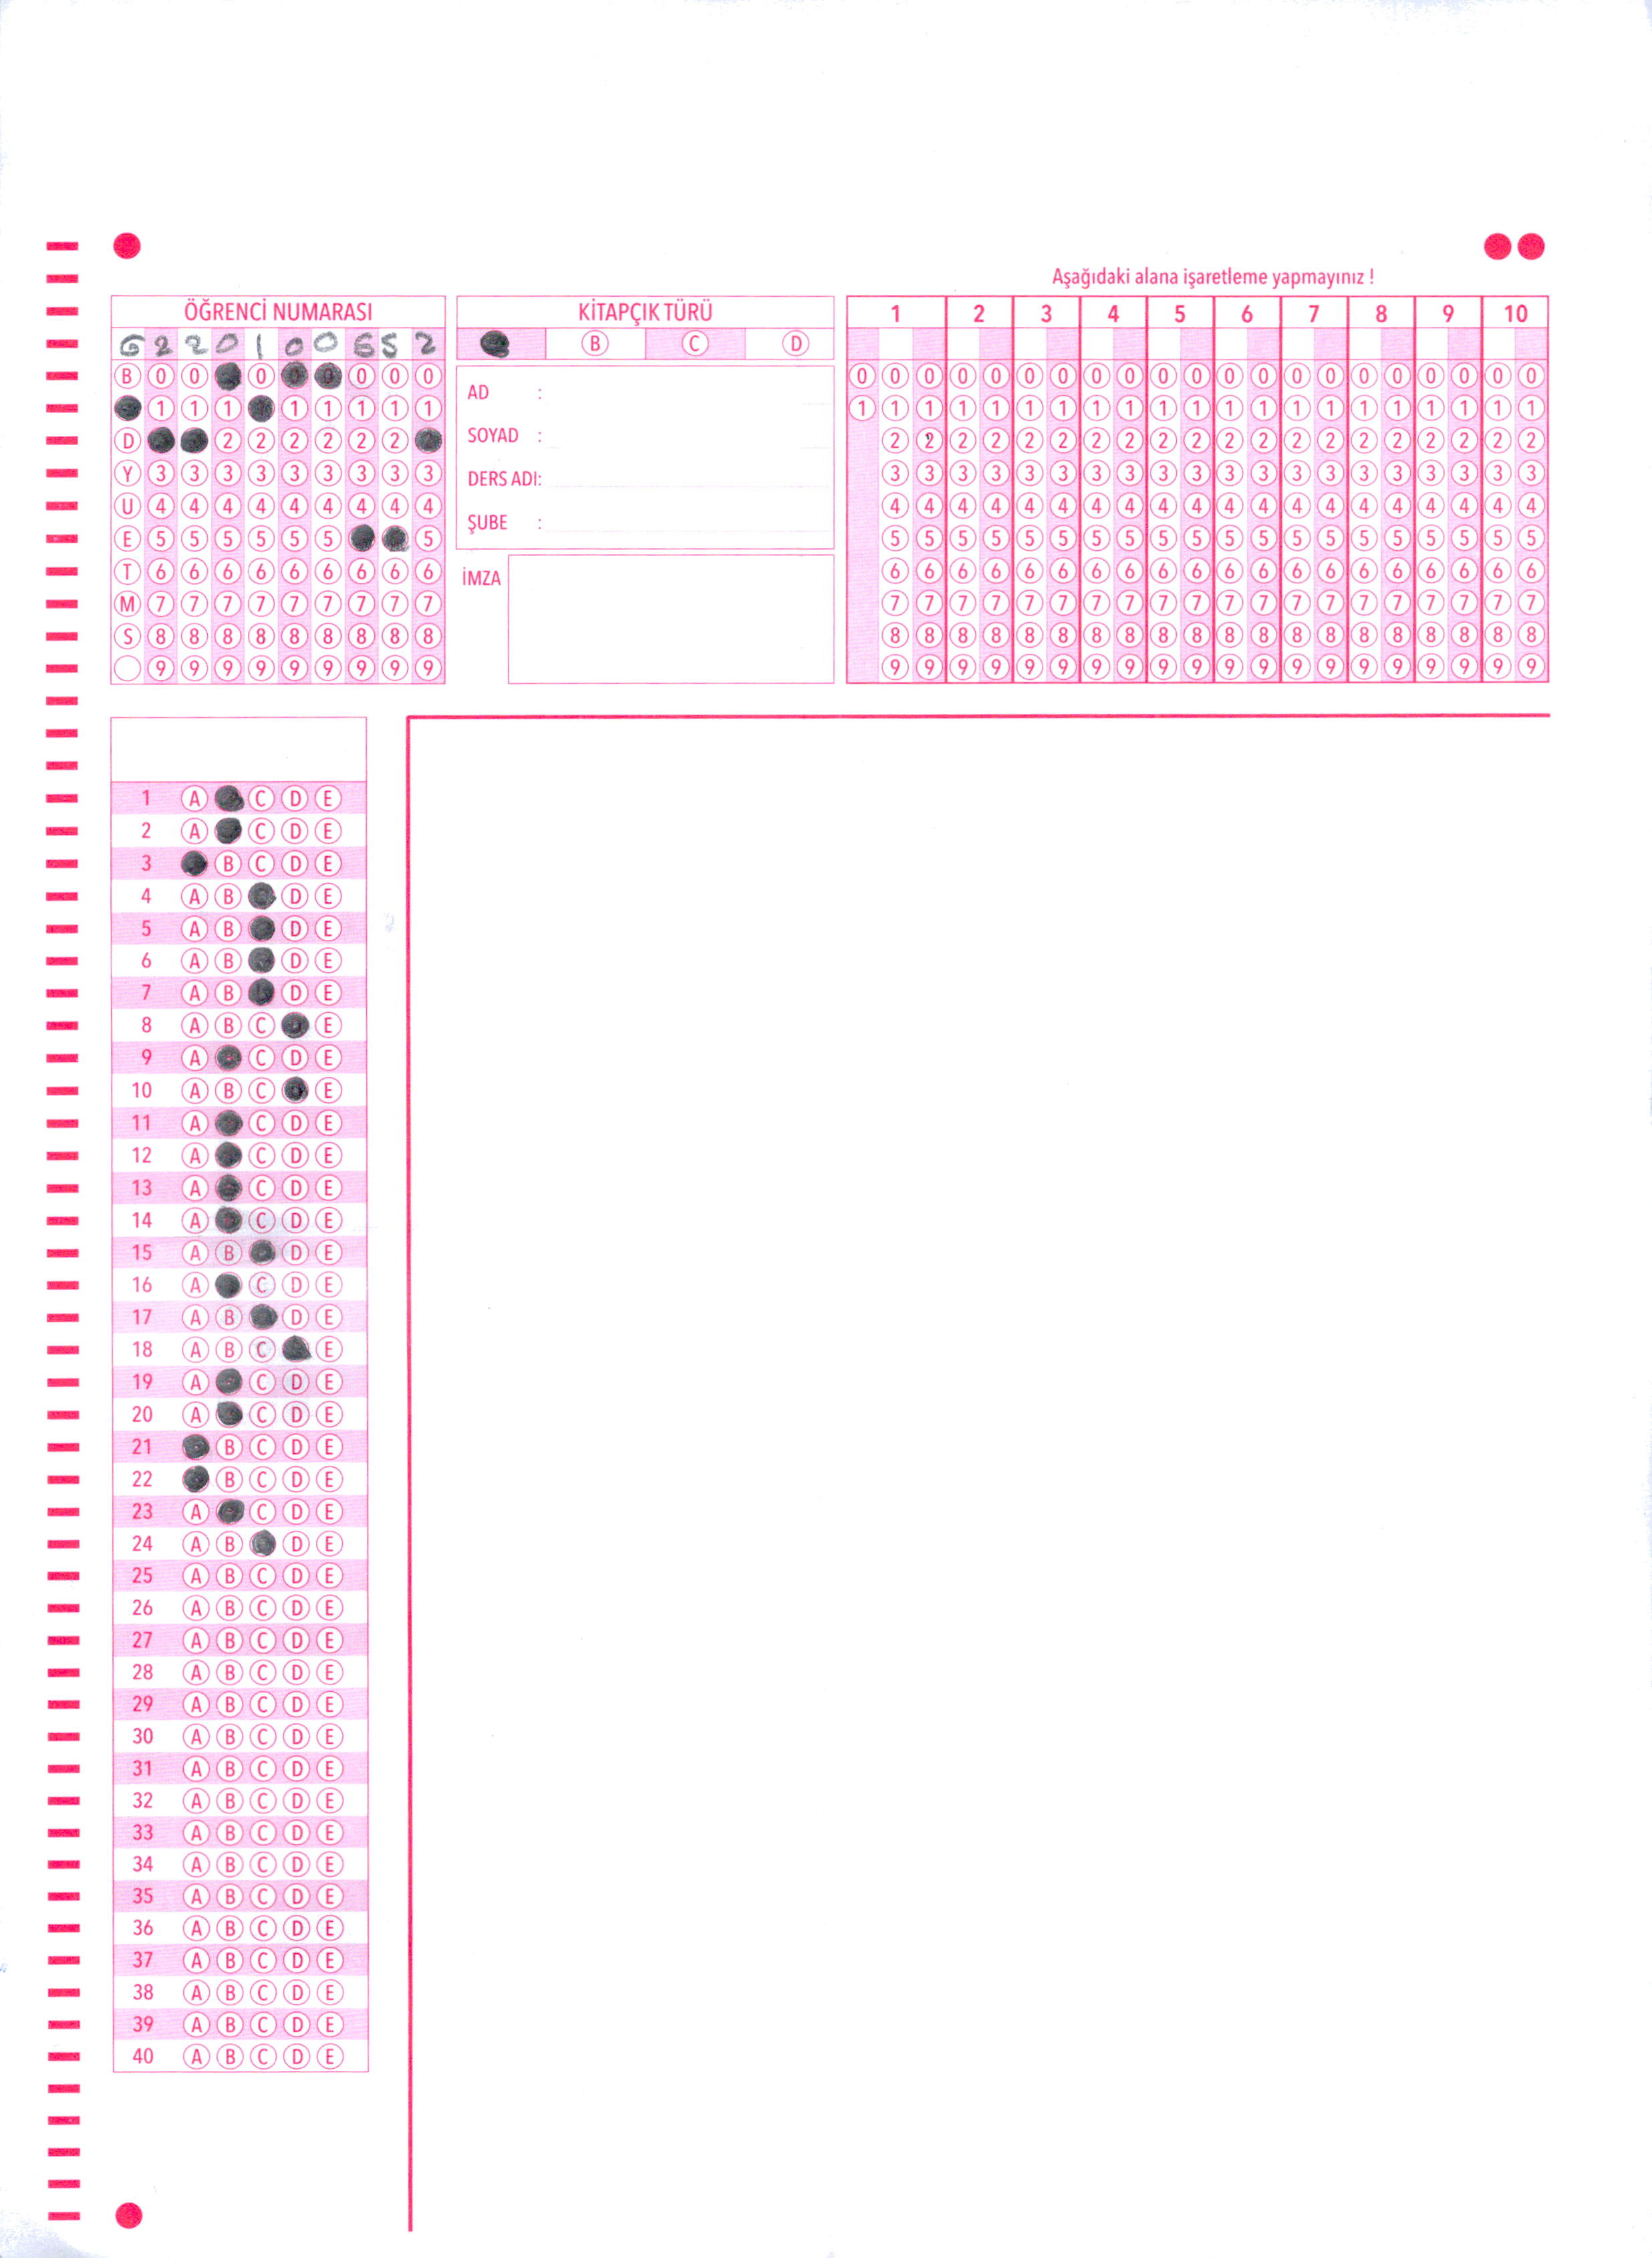 Aşağıdaki alana işaretleme yapmayınız !
ÖĞRENCİ NUMARASI
G 2 2 0 1 0 0 6 5 2
B 0 0 0 0 0 0 0
1 1 1 1 1 1 1 1
D 2 2 2 2 2 2
Y 3 3 3 3 3 3 3 3 3
U 4 4 4 4 4 4 4 4 4
E 5 5 5 5 5 5 5
T 6 6 6 6 6 6 6 6 6
M 7 7 7 7 7 7 7 7 7
S 8 8 8 8 8 8 8 8 8
9 9 9 9 9 9 9 9 9
KİTAPÇIK TÜRÜ
B C D
AD :
SOYAD :
DERS ADI:
ŞUBE :
İMZA
1 2 3 4 5 6 7 8 9 10
0 0 0 0 0 0 0 0 0 0 0 0 0 0 0 0 0 0 0 0 0
1 1 1 1 1 1 1 1 1 1 1 1 1 1 1 1 1 1 1 1 1
2 2 2 2 2 2 2 2 2 2 2 2 2 2 2 2 2 2 2 2
3 3 3 3 3 3 3 3 3 3 3 3 3 3 3 3 3 3 3 3
4 4 4 4 4 4 4 4 4 4 4 4 4 4 4 4 4 4 4 4
5 5 5 5 5 5 5 5 5 5 5 5 5 5 5 5 5 5 5 5
6 6 6 6 6 6 6 6 6 6 6 6 6 6 6 6 6 6 6 6
7 7 7 7 7 7 7 7 7 7 7 7 7 7 7 7 7 7 7 7
8 8 8 8 8 8 8 8 8 8 8 8 8 8 8 8 8 8 8 8
9 9 9 9 9 9 9 9 9 9 9 9 9 9 9 9 9 9 9 9
1 A C D E
2 A C D E
3 B C D E
4 A B D E
5 A B D E
6 A B D E
7 A B D E
8 A B C E
9 A C D E
10 A B C E
11 A C D E
12 A C D E
13 A C D E
14 A C D E
15 A B D E
16 A C D E
17 A B D E
18 A B C E
19 A C D E
20 A C D E
21 B C D E
22 B C D E
23 A C D E
24 A B D E
25 A B C D E
26 A B C D E
27 A B C D E
28 A B C D E
29 A B C D E
30 A B C D E
31 A B C D E
32 A B C D E
33 A B C D E
34 A B C D E
35 A B C D E
36 A B C D E
37 A B C D E
38 A B C D E
39 A B C D E
40 A B C D E